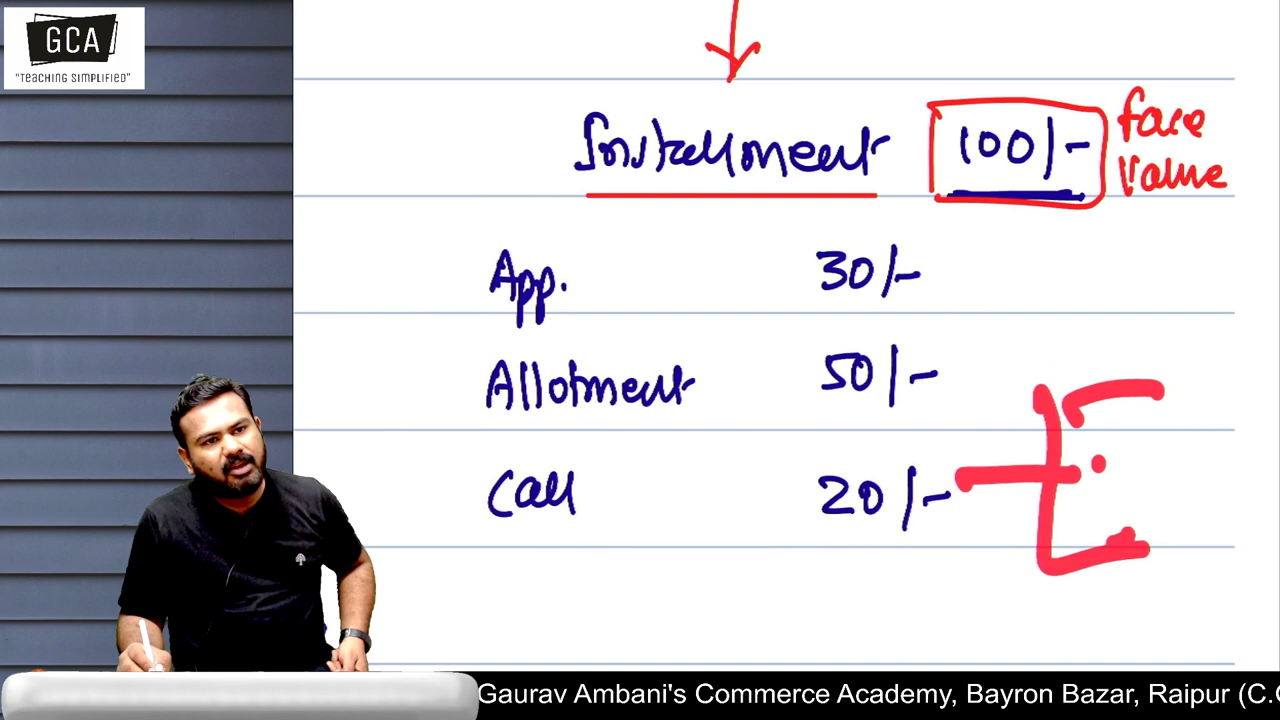 GCA
"TEACHING SIMPLIFIED"
Installment 100/- face value
App. 30/-
Allotment 50/-
Call 20/-
Gaurav Ambani's Commerce Academy, Bayron Bazar, Raipur (C.G